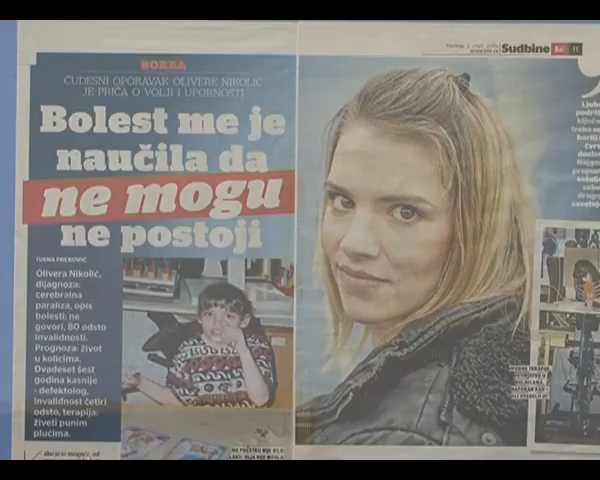 Sudbine
BORBA
ČUDESNI OPORAVAK OLIVERE NIKOLIĆ
JE PRIČA O VOLJI I UPORNOSTI
Bolest me je
naučila da
ne mogu
ne postoji
IVANA PREKOVIĆ
Olivera Nikolić,
dijagnoza:
cerebralna
paraliza, opis
bolesti: ne
govori, 80 odsto
invalidnosti.
Prognoza: život
u kolicima.
Dvadeset šest
godina kasnije
- defektolog,
invalidnost četiri
odsto, terapija:
živeti punim
plućima.